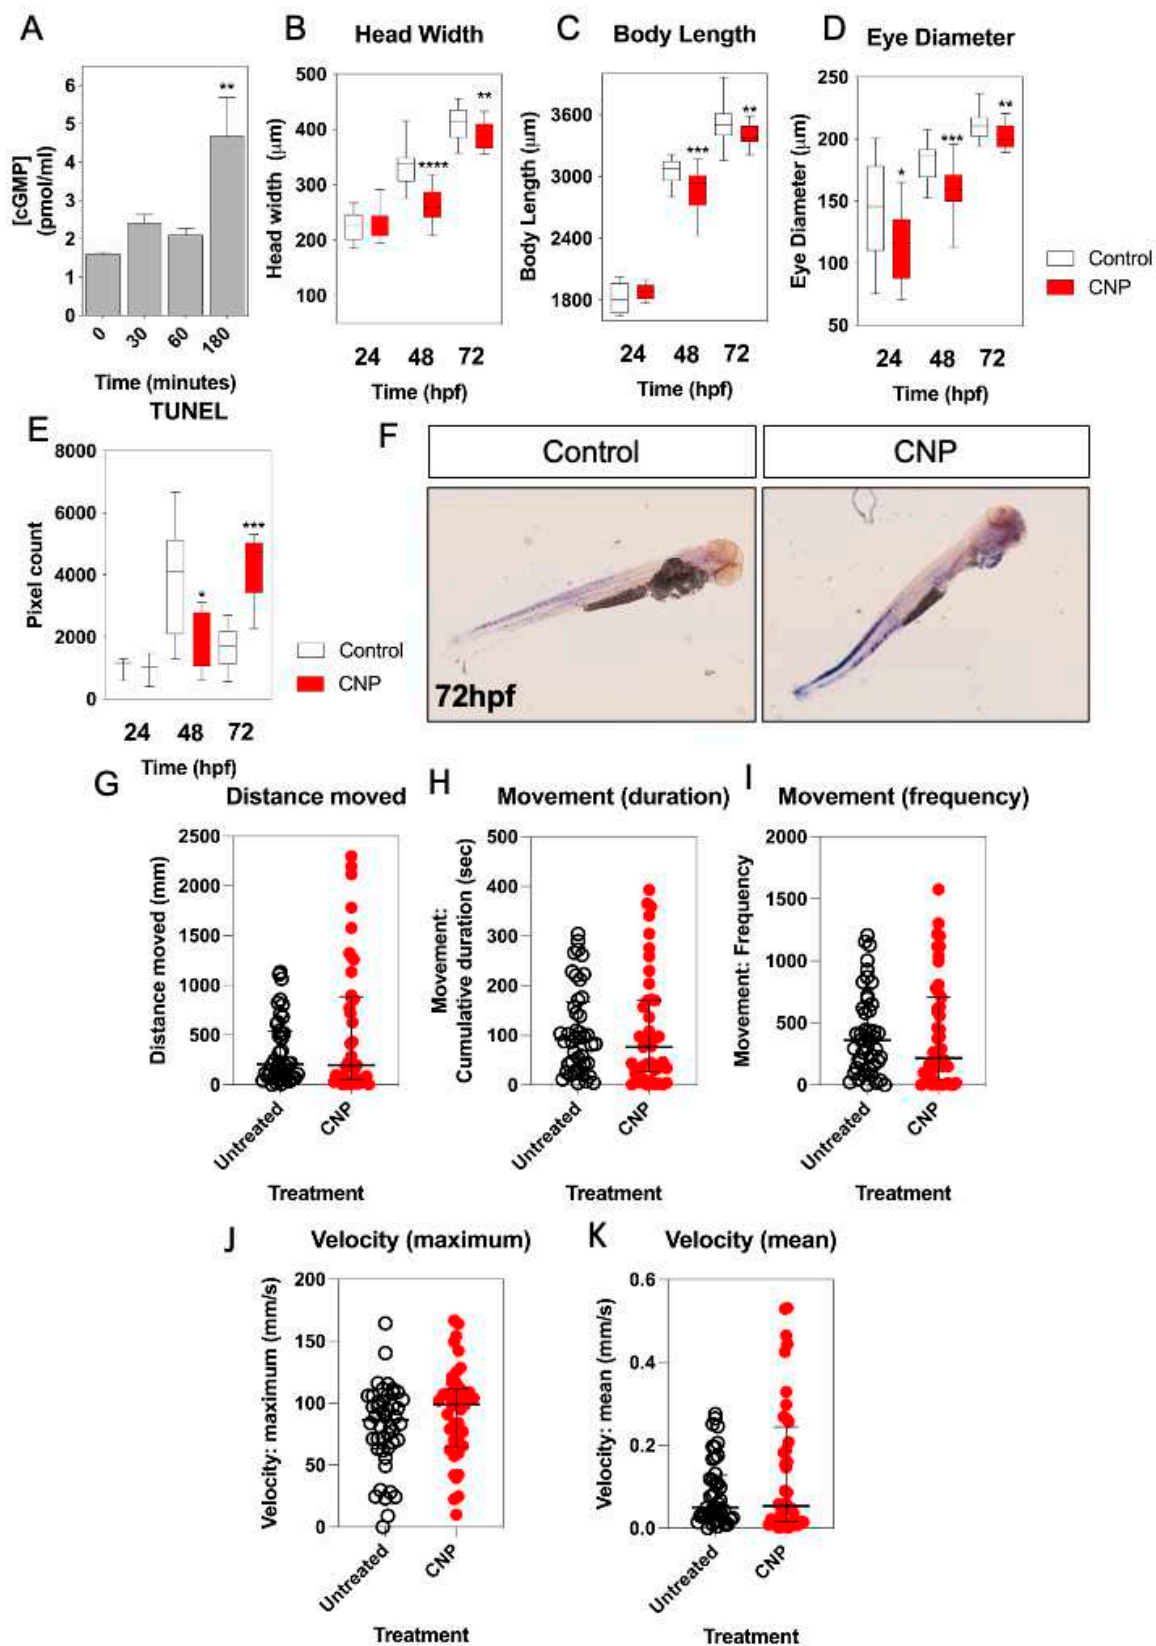 A
[cGMP]
(pmol/ml)
6
5
4
3
2
1
0
**
0
30
60
180
Time (minutes)
B
Head Width
Head width (μm)
500
400
300
200
100
****
**
24
48
72
Time (hpf)
C
Body Length
Body Length (μm)
3600
3000
2400
1800
***
**
24
48
72
Time (hpf)
D
Eye Diameter
Eye Diameter (μm)
250
200
150
100
50
*
***
**
24
48
72
Time (hpf)
Control
CNP
E
TUNEL
Pixel count
8000
6000
4000
2000
0
*
***
24
48
72
Time (hpf)
Control
CNP
F
Control
CNP
72hpf
G
Distance moved
Distance moved (mm)
2500
2000
1500
1000
500
0
Untreated
CNP
Treatment
H
Movement (duration)
Movement:
Cumulative duration (sec)
500
400
300
200
100
0
Untreated
CNP
Treatment
I
Movement (frequency)
Movement: Frequency
2000
1500
1000
500
0
Untreated
CNP
Treatment
J
Velocity (maximum)
Velocity: maximum (mm/s)
200
150
100
50
0
Untreated
CNP
Treatment
K
Velocity (mean)
Velocity: mean (mm/s)
0.6
0.4
0.2
0.0
Untreated
CNP
Treatment